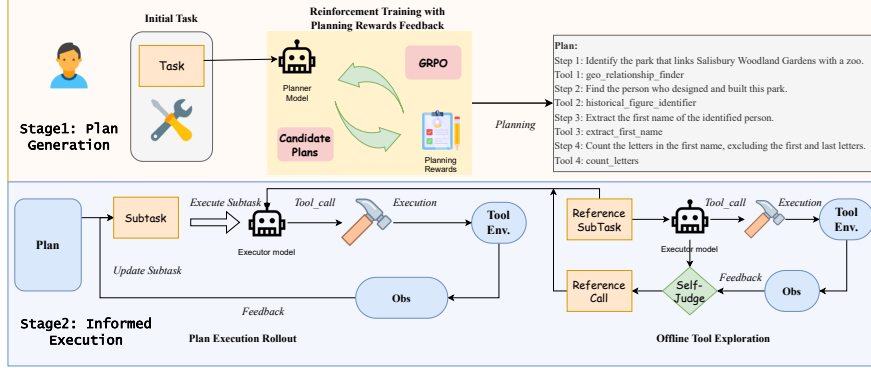 Initial Task
Reinforcement Training with
Planning Rewards Feedback
Task
Planner
Model
GRPO
Candidate
Plans
Planning
Rewards
Planning
Stage1: Plan
Generation
Plan:
Step 1: Identify the park that links Salisbury Woodland Gardens with a zoo.
Tool 1: geo_relationship_finder
Step 2: Find the person who designed and built this park.
Tool 2: historical_figure_identifier
Step 3: Extract the first name of the identified person.
Tool 3: extract_first_name
Step 4: Count the letters in the first name, excluding the first and last letters.
Tool 4: count_letters
Plan
Subtask
Execute Subtask
Executor model
Tool_call
Execution
Tool
Env.
Update Subtask
Feedback
Obs
Stage2: Informed
Execution
Plan Execution Rollout
Reference
SubTask
Executor model
Tool_call
Execution
Tool
Env.
Reference
Call
Self-
Judge
Feedback
Obs
Offline Tool Exploration